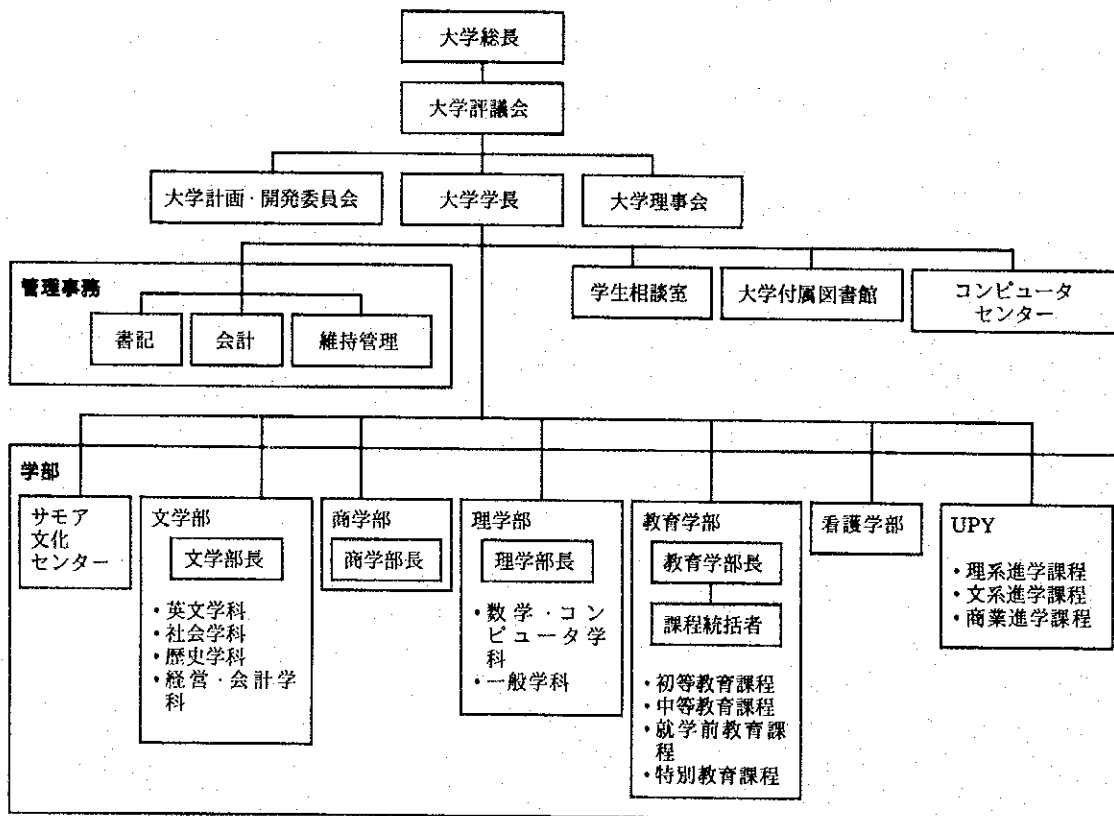 大学総長
大学評議会
大学計画・開発委員会
大学学長
大学理事会
管理事務
書記
会計
維持管理
学生相談室
大学付属図書館
コンピュータ
センター
学部
サモア
文化
センター
文学部
文学部長
・英文学科
・社会学科
・歴史学科
・経営・会計学
科
商学部
商学部長
理学部
理学部長
・数学・コン
ピュータ学
科
・一般学科
教育学部
教育学部長
課程統括者
・初等教育課程
・中等教育課程
・就学前教育課
程
・特別教育課程
看護学部
UPY
・理系進学課程
・文系進学課程
・商業進学課程